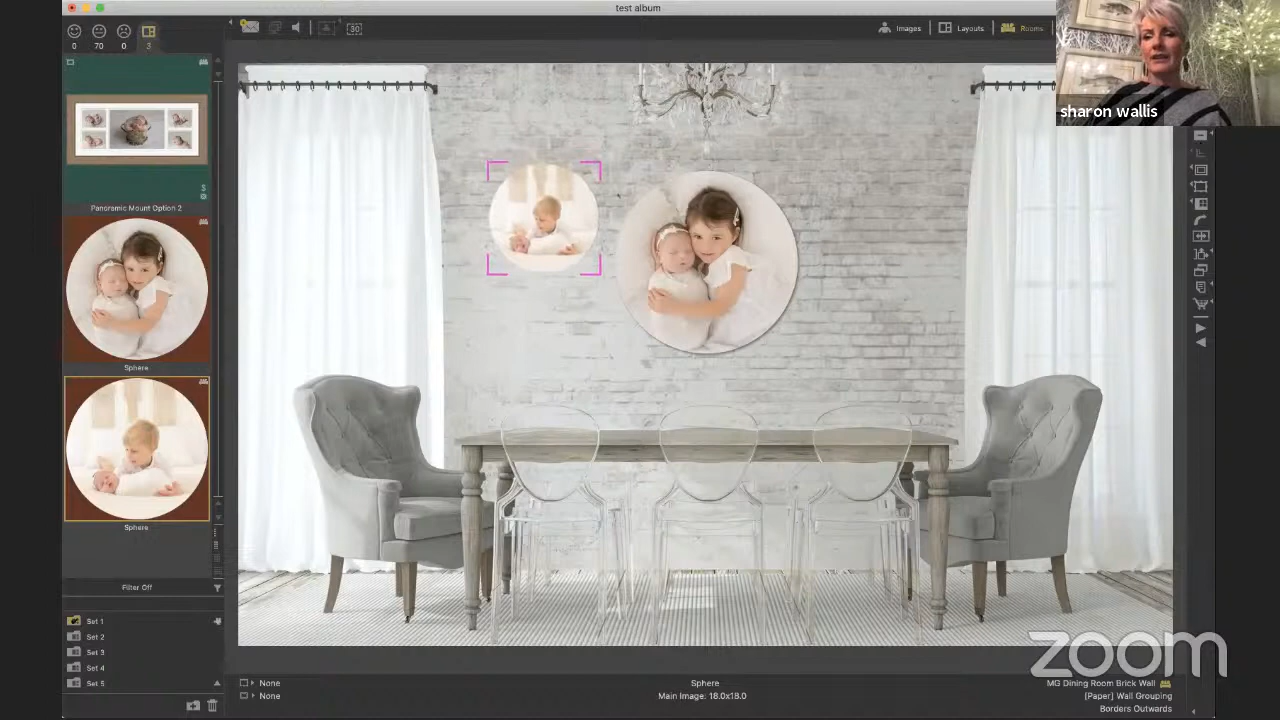 test album
0
70
0
3
30
Images
Layouts
Rooms
sharon wallis
Panoramic Mount Option 2
Sphere
Sphere
Filter Off
Set 1
Set 2
Set 3
Set 4
Set 5
None
None
Sphere
Main Image: 18.0x18.0
MG Dining Room Brick Wall
[Paper] Wall Grouping
Borders Outwards
zoom